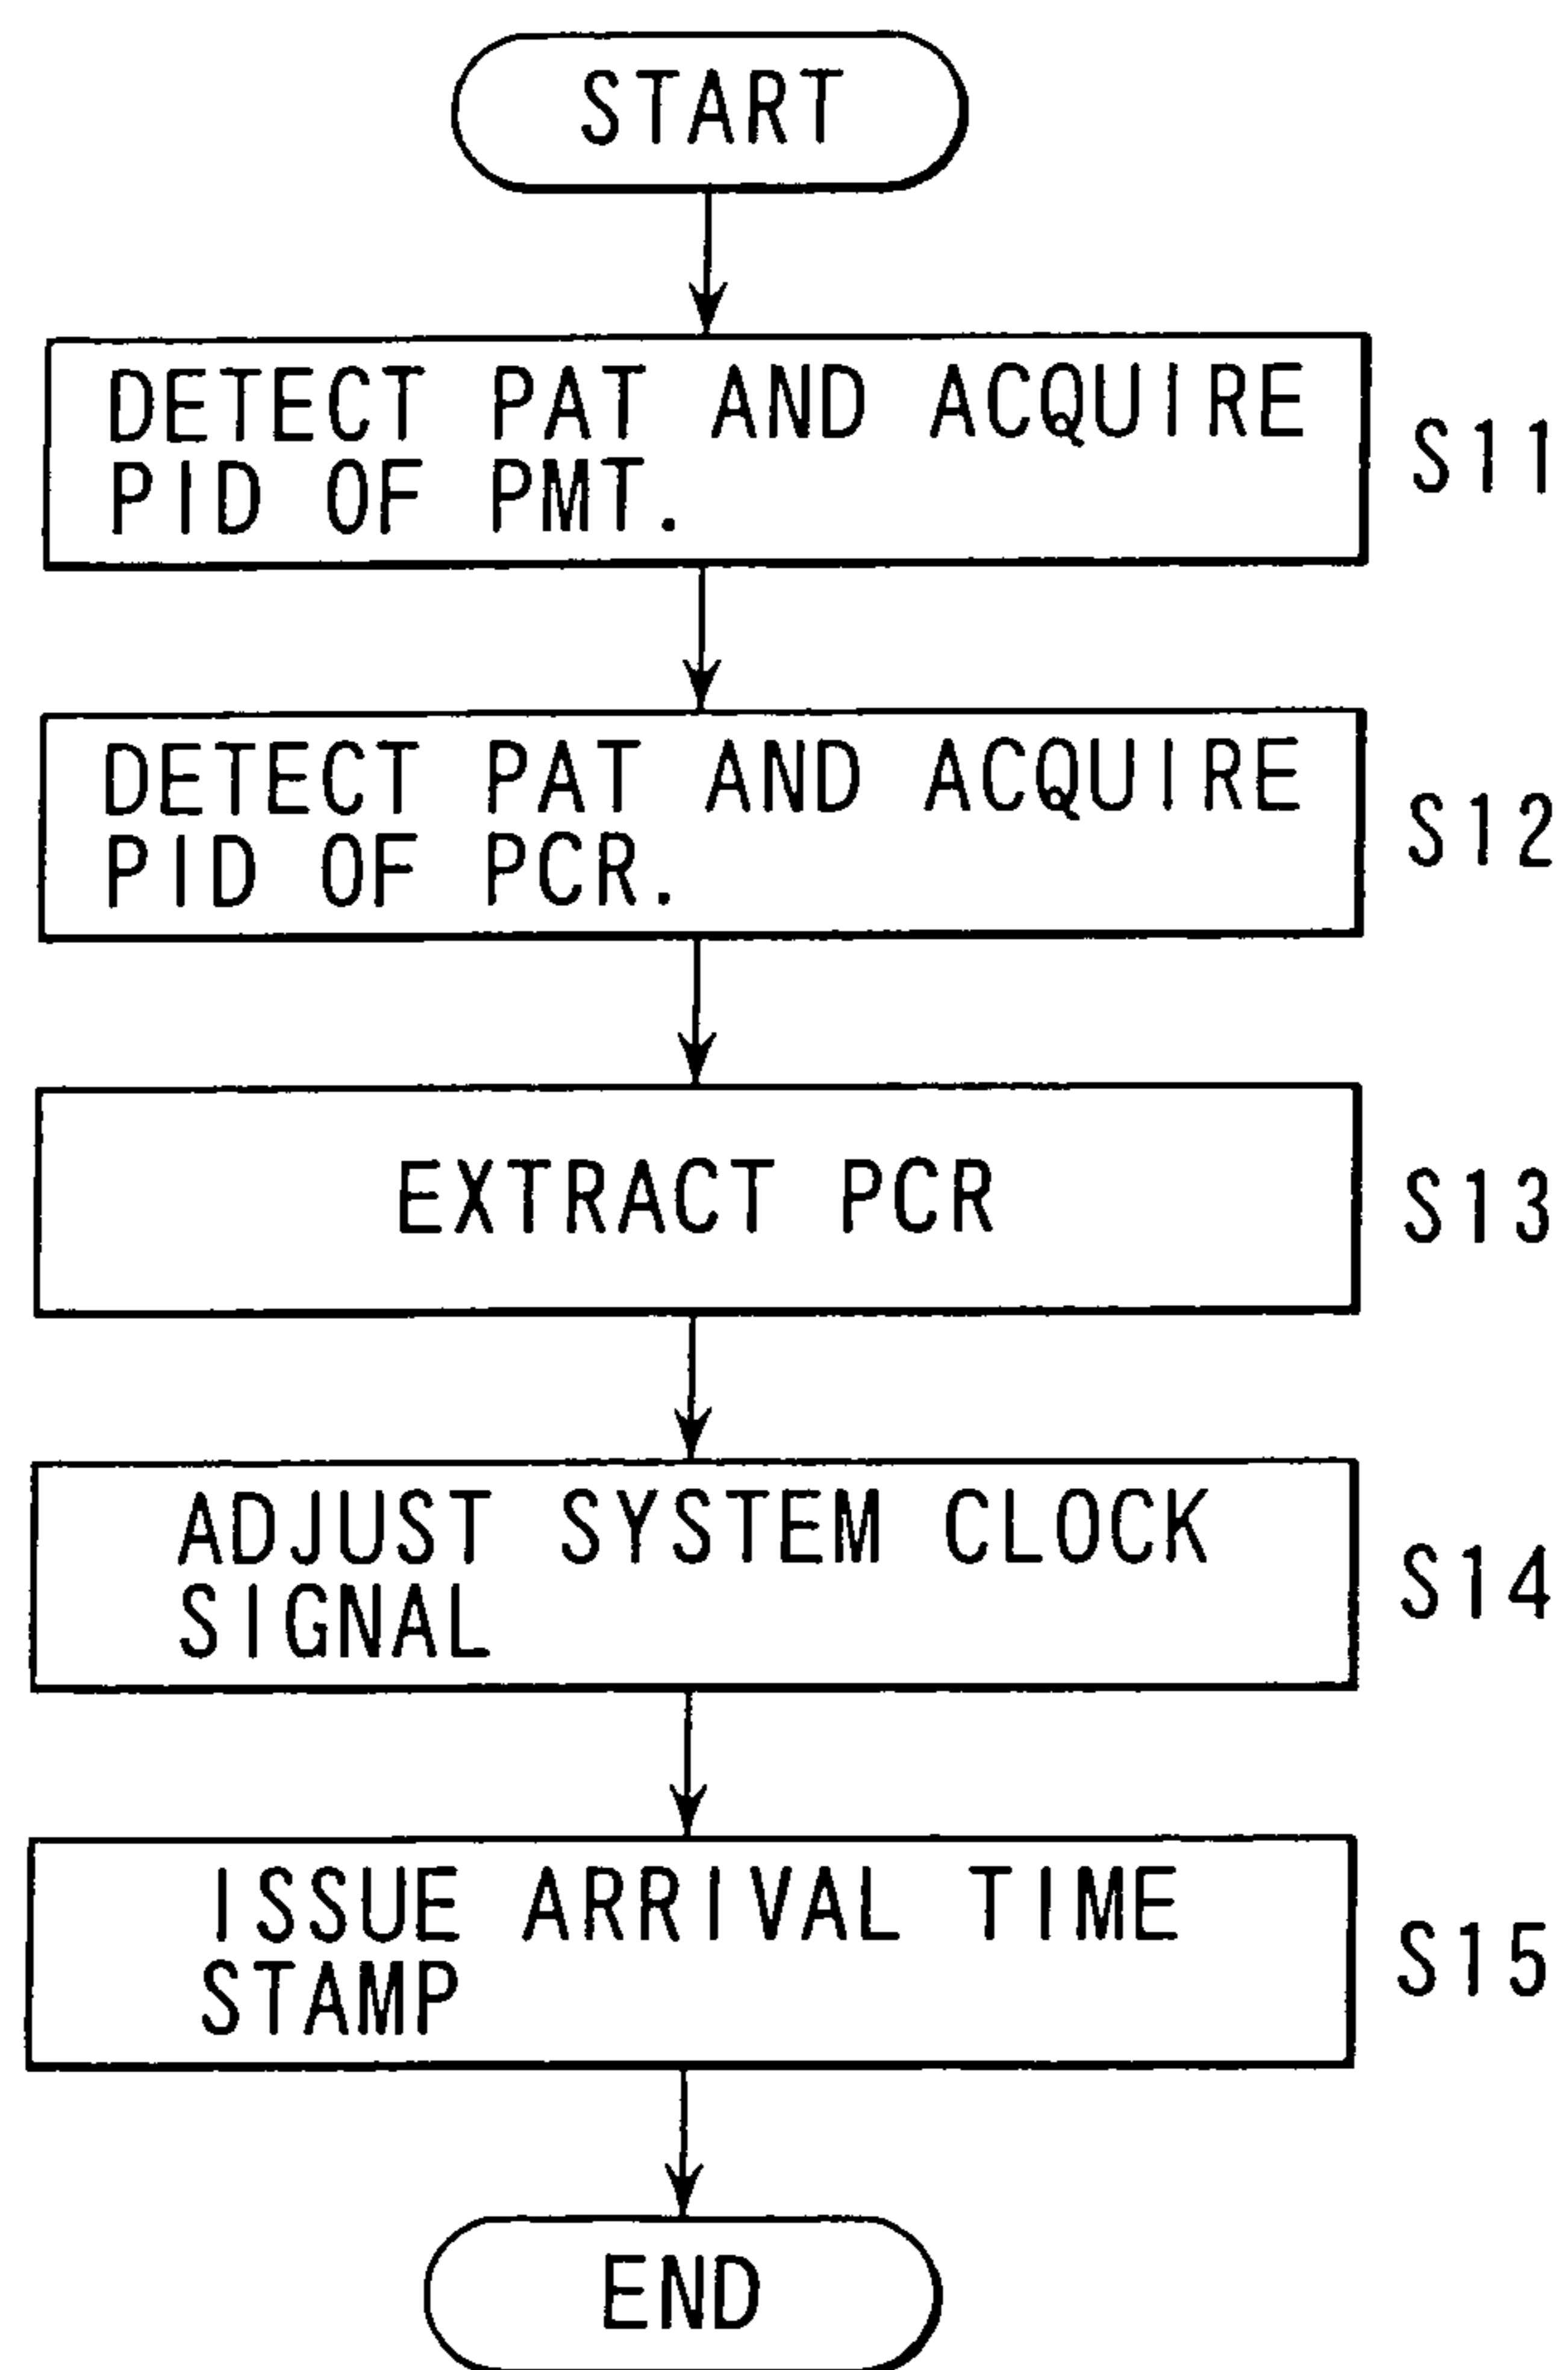 START
DETECT PAT AND ACQUIRE
PID OF PMT.
S11
DETECT PAT AND ACQUIRE
PID OF PCR.
S12
EXTRACT PCR
S13
ADJUST SYSTEM CLOCK
SIGNAL
S14
ISSUE ARRIVAL TIME
STAMP
S15
END